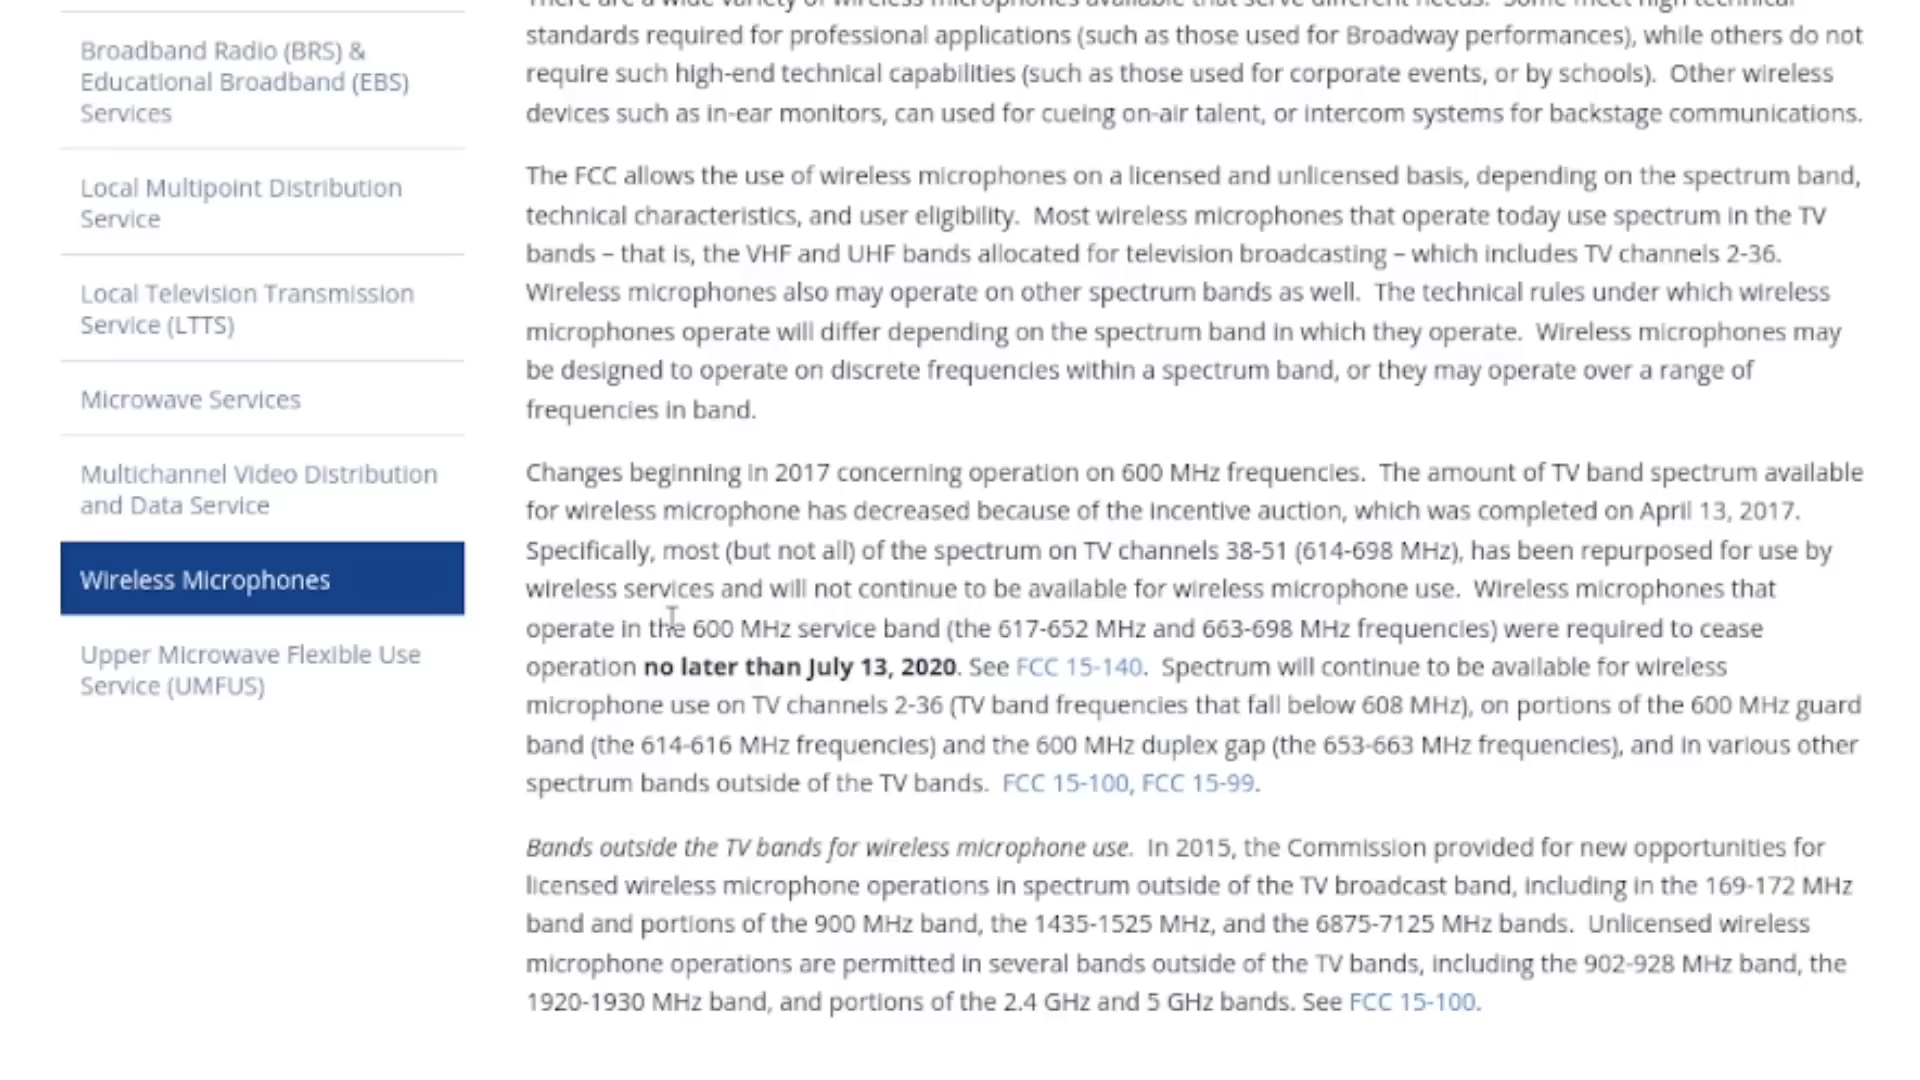 Broadband Radio (BRS) &
Educational Broadband (EBS)
Services
Local Multipoint Distribution
Service
Local Television Transmission
Service (LTTS)
Microwave Services
Multichannel Video Distribution
and Data Service
Wireless Microphones
Upper Microwave Flexible Use
Service (UMFUS)
There are a wide variety of wireless microphones available that serve different needs. Some meet high technical
standards required for professional applications (such as those used for Broadway performances), while others do not
require such high-end technical capabilities (such as those used for corporate events, or by schools). Other wireless
devices such as in-ear monitors, can used for cueing on-air talent, or intercom systems for backstage communications.
The FCC allows the use of wireless microphones on a licensed and unlicensed basis, depending on the spectrum band,
technical characteristics, and user eligibility. Most wireless microphones that operate today use spectrum in the TV
bands – that is, the VHF and UHF bands allocated for television broadcasting – which includes TV channels 2-36.
Wireless microphones also may operate on other spectrum bands as well. The technical rules under which wireless
microphones operate will differ depending on the spectrum band in which they operate. Wireless microphones may
be designed to operate on discrete frequencies within a spectrum band, or they may operate over a range of
frequencies in band.
Changes beginning in 2017 concerning operation on 600 MHz frequencies. The amount of TV band spectrum available
for wireless microphone has decreased because of the incentive auction, which was completed on April 13, 2017.
Specifically, most (but not all) of the spectrum on TV channels 38-51 (614-698 MHz), has been repurposed for use by
wireless services and will not continue to be available for wireless microphone use. Wireless microphones that
operate in the 600 MHz service band (the 617-652 MHz and 663-698 MHz frequencies) were required to cease
operation no later than July 13, 2020. See FCC 15-140. Spectrum will continue to be available for wireless
microphone use on TV channels 2-36 (TV band frequencies that fall below 608 MHz), on portions of the 600 MHz guard
band (the 614-616 MHz frequencies) and the 600 MHz duplex gap (the 653-663 MHz frequencies), and in various other
spectrum bands outside of the TV bands. FCC 15-100, FCC 15-99.
Bands outside the TV bands for wireless microphone use. In 2015, the Commission provided for new opportunities for
licensed wireless microphone operations in spectrum outside of the TV broadcast band, including in the 169-172 MHz
band and portions of the 900 MHz band, the 1435-1525 MHz, and the 6875-7125 MHz bands. Unlicensed wireless
microphone operations are permitted in several bands outside of the TV bands, including the 902-928 MHz band, the
1920-1930 MHz band, and portions of the 2.4 GHz and 5 GHz bands. See FCC 15-100.